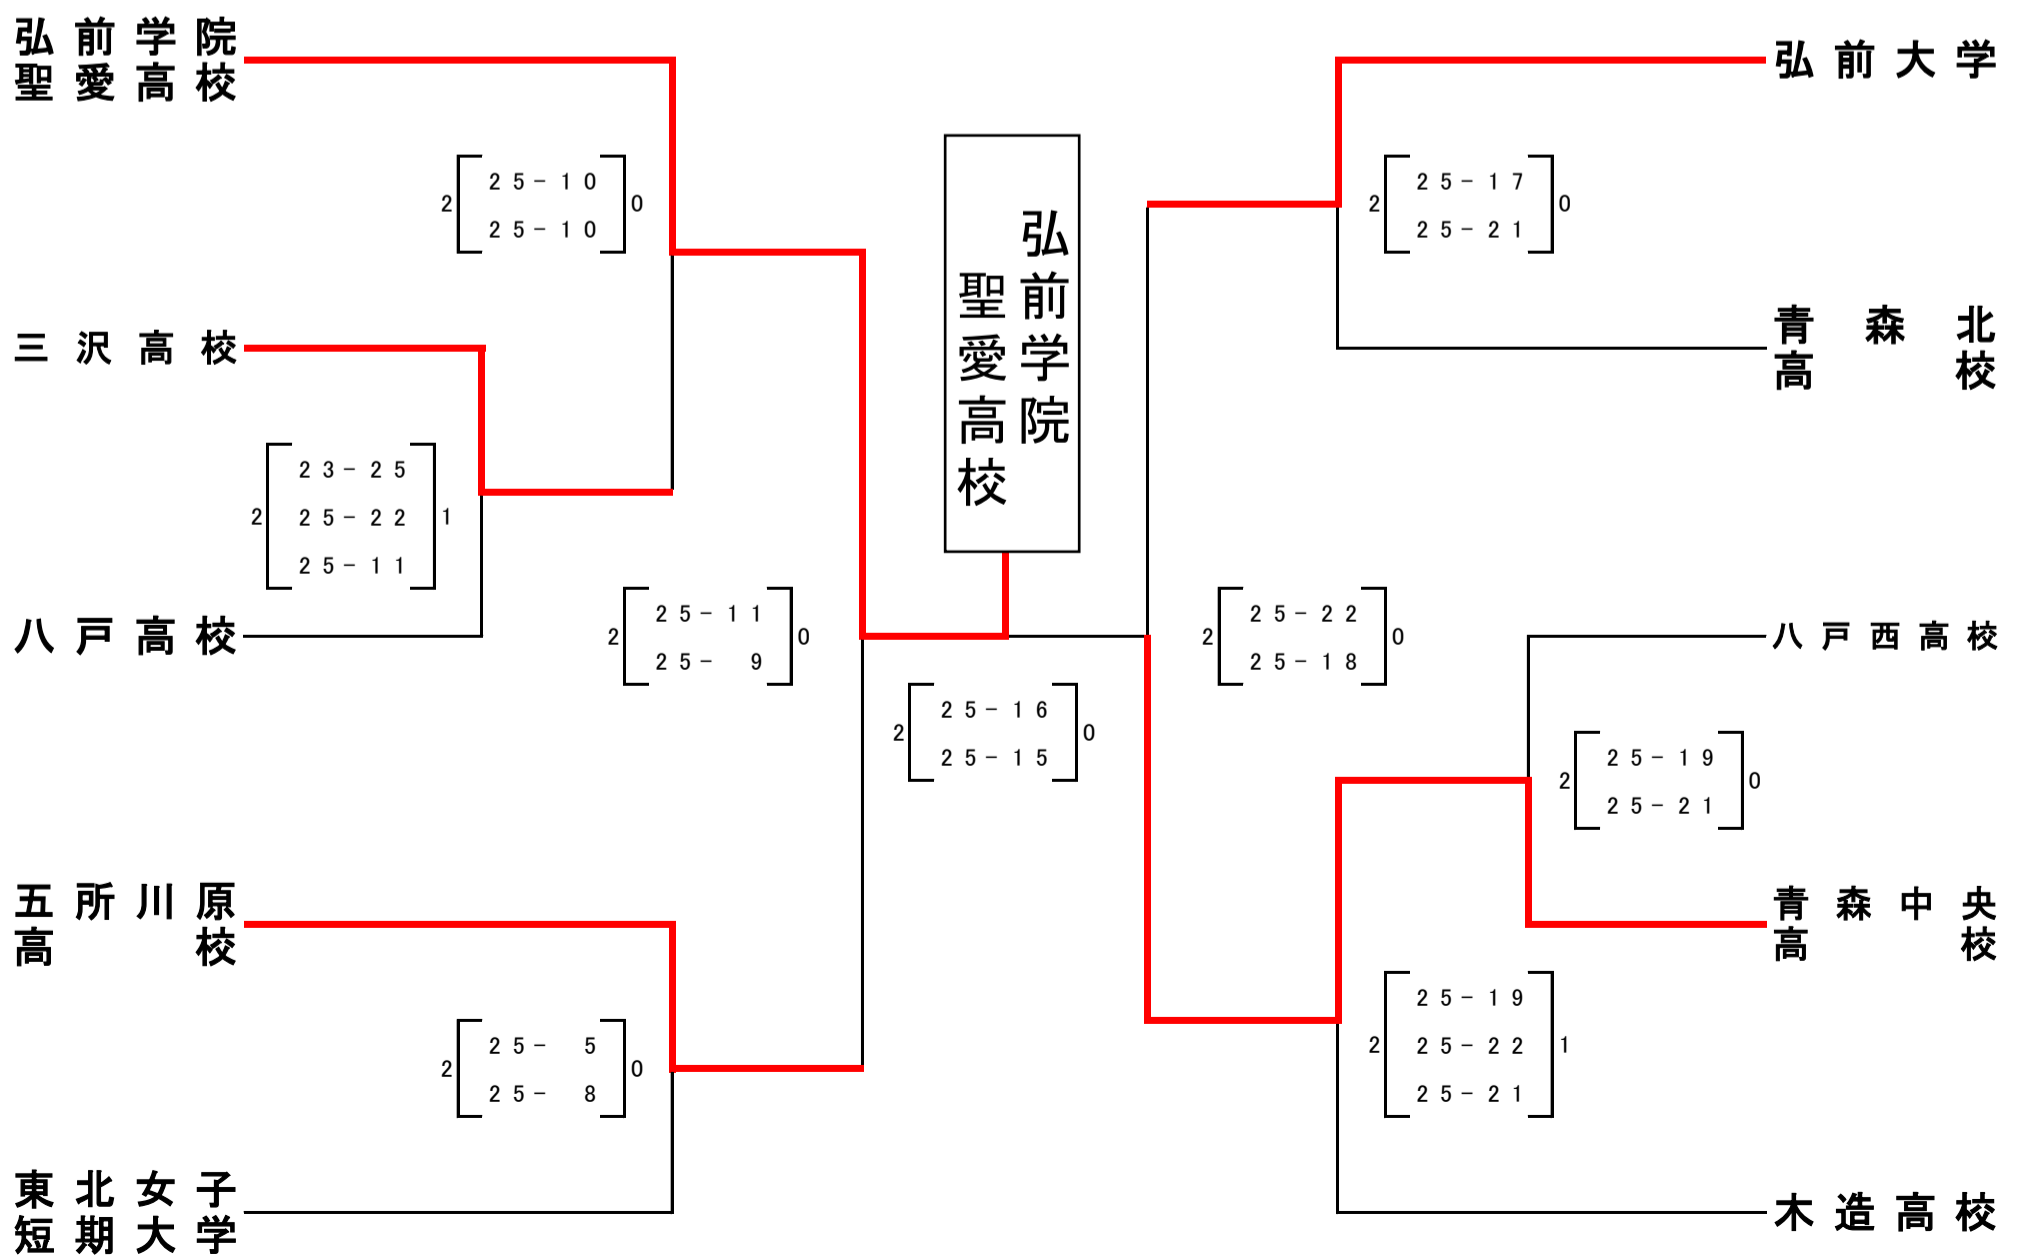 弘前学院
聖愛高校
2
25-10
25-10
0
三沢高校
2
23-25
25-22
25-11
1
八戸高校
2
25-11
25- 9
0
五所川原
高校
2
25- 5
25- 8
0
東北女子
短期大学
弘前学院
聖愛高校
2
25-16
25-15
0
弘前大学
2
25-17
25-21
0
青森北
高校
2
25-22
25-18
0
八戸西高校
2
25-19
25-21
0
青森中央
高校
2
25-19
25-22
25-21
1
木造高校